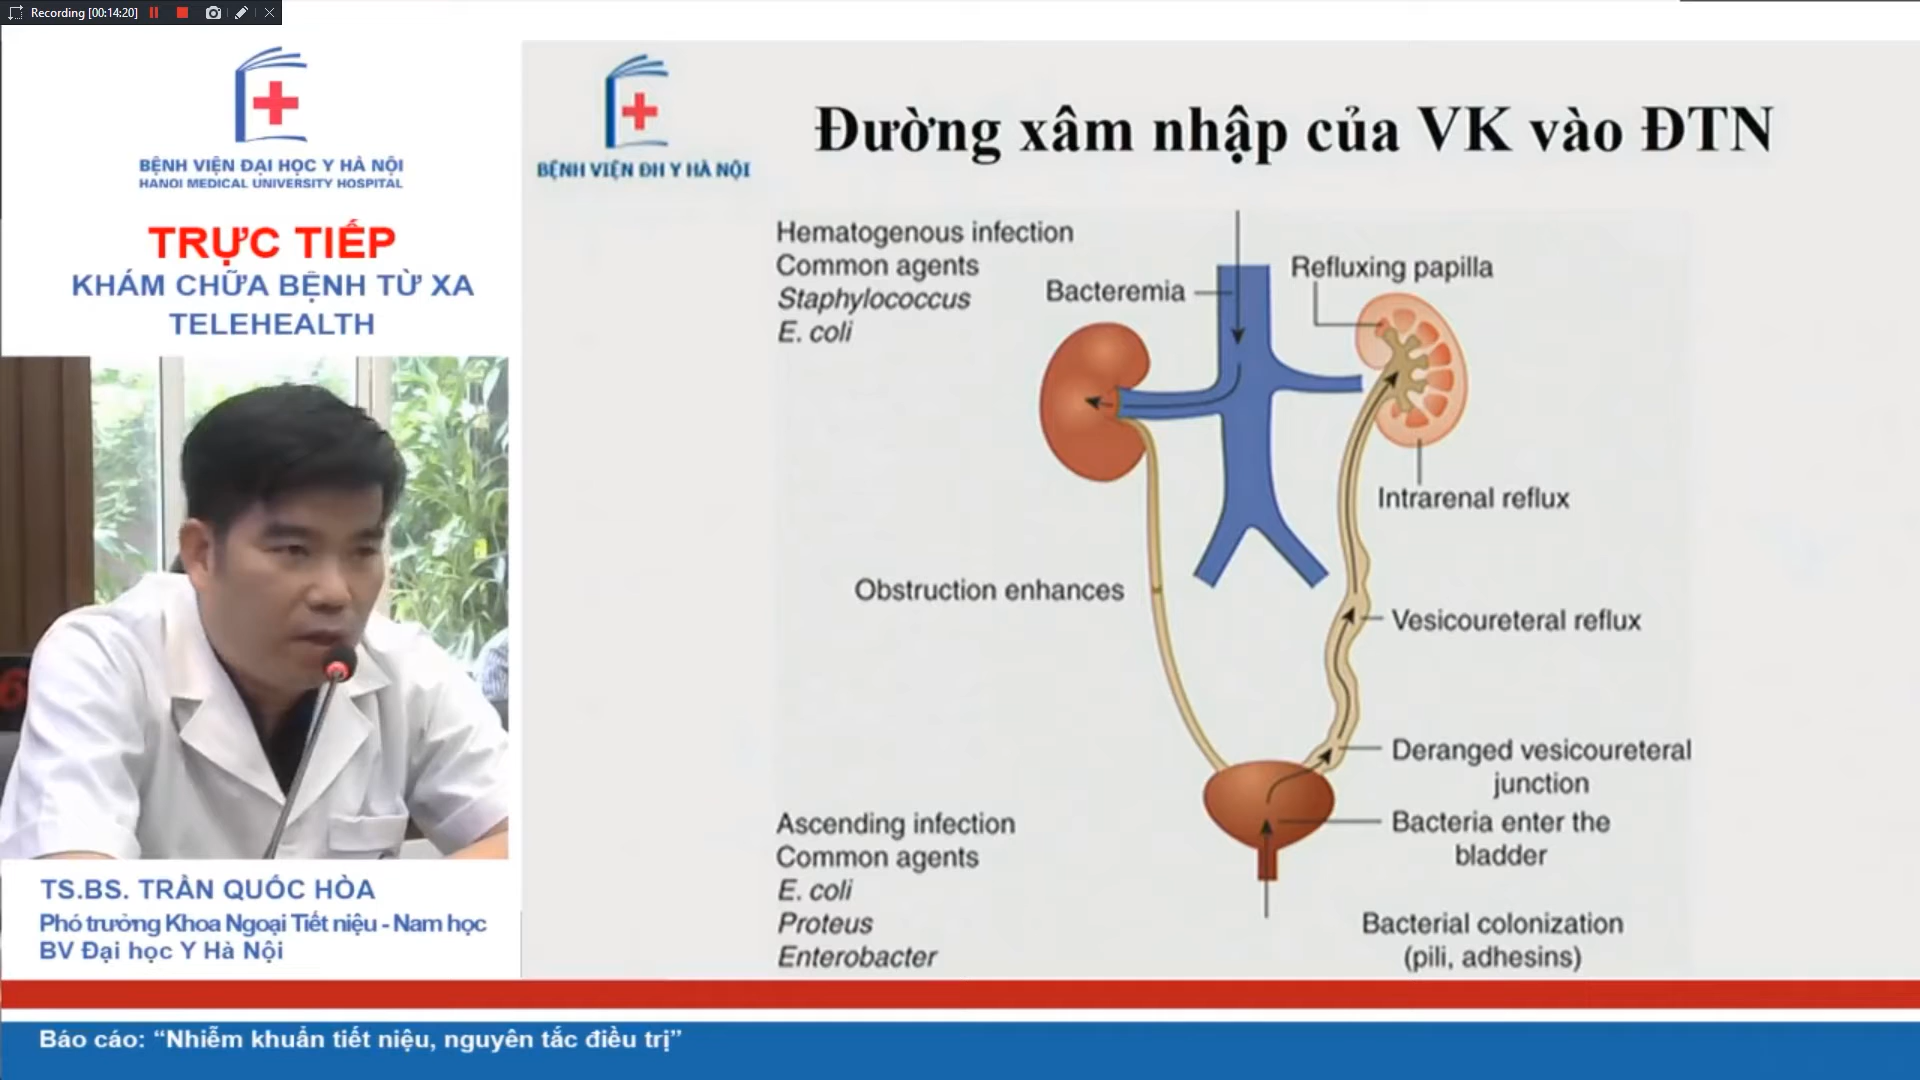 Recording [00:14:20]
BỆNH VIỆN ĐẠI HỌC Y HÀ NỘI
HANOI MEDICAL UNIVERSITY HOSPITAL
TRỰC TIẾP
KHÁM CHỮA BỆNH TỪ XA
TELEHEALTH
TS.BS. TRẦN QUỐC HÒA
Phó trưởng Khoa Ngoại Tiết niệu - Nam học
BV Đại học Y Hà Nội
BỆNH VIỆN ĐH Y HÀ NỘI
Đường xâm nhập của VK vào ĐTN
Hematogenous infection
Common agents
Staphylococcus
E. coli
Bacteremia
Refluxing papilla
Intrarenal reflux
Obstruction enhances
Vesicoureteral reflux
Deranged vesicoureteral
junction
Bacteria enter the
bladder
Ascending infection
Common agents
E. coli
Proteus
Enterobacter
Bacterial colonization
(pili, adhesins)
Báo cáo: “Nhiễm khuẩn tiết niệu, nguyên tắc điều trị”